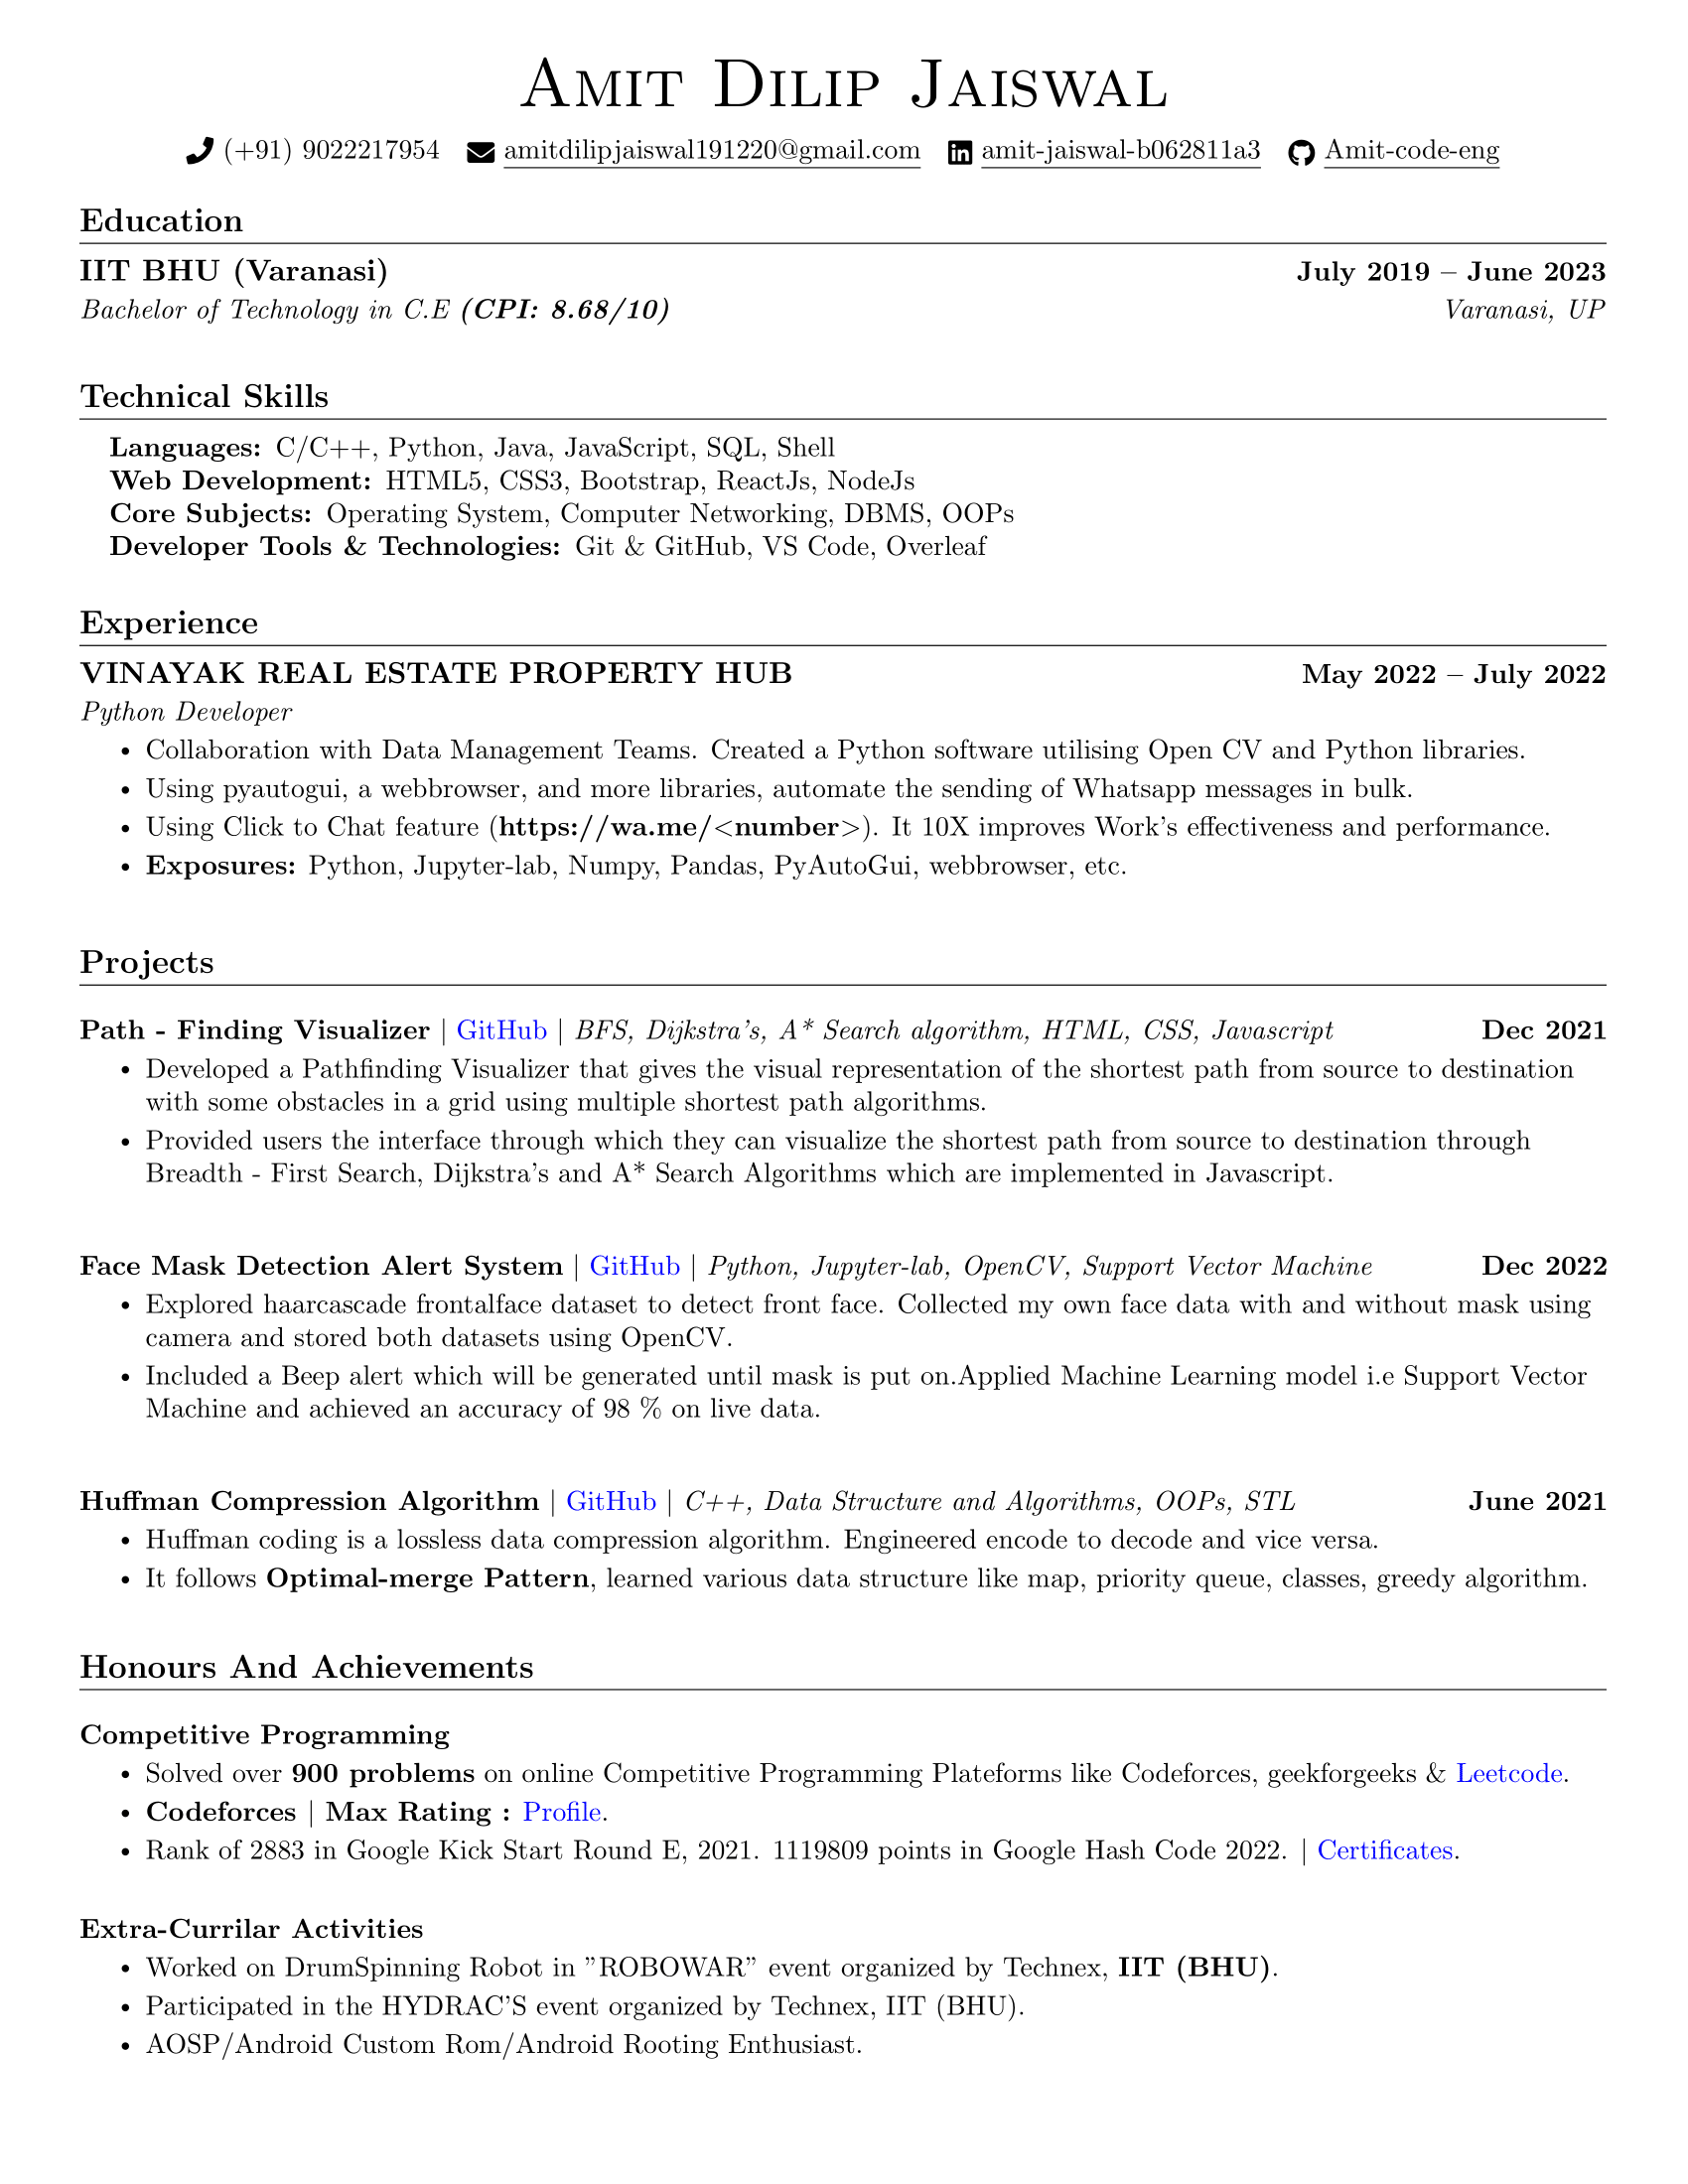 Amit Dilip Jaiswal
(+91) 9022217954 amitdilipjaiswal191220@gmail.com amit-jaiswal-b062811a3 Amit-code-eng
Education
IIT BHU (Varanasi) July 2019 – June 2023
Bachelor of Technology in C.E (CPI: 8.68/10) Varanasi, UP
Technical Skills
Languages: C/C++, Python, Java, JavaScript, SQL, Shell
Web Development: HTML5, CSS3, Bootstrap, ReactJs, NodeJs
Core Subjects: Operating System, Computer Networking, DBMS, OOPs
Developer Tools & Technologies: Git & GitHub, VS Code, Overleaf
Experience
VINAYAK REAL ESTATE PROPERTY HUB May 2022 – July 2022
Python Developer
• Collaboration with Data Management Teams. Created a Python software utilising Open CV and Python libraries.
• Using pyautogui, a webbrowser, and more libraries, automate the sending of Whatsapp messages in bulk.
• Using Click to Chat feature (https://wa.me/<number>). It 10X improves Work's effectiveness and performance.
• Exposures: Python, Jupyter-lab, Numpy, Pandas, PyAutoGui, webbrowser, etc.
Projects
Path - Finding Visualizer | GitHub | BFS, Dijkstra's, A* Search algorithm, HTML, CSS, Javascript Dec 2021
• Developed a Pathfinding Visualizer that gives the visual representation of the shortest path from source to destination
with some obstacles in a grid using multiple shortest path algorithms.
• Provided users the interface through which they can visualize the shortest path from source to destination through
Breadth - First Search, Dijkstra's and A* Search Algorithms which are implemented in Javascript.
Face Mask Detection Alert System | GitHub | Python, Jupyter-lab, OpenCV, Support Vector Machine Dec 2022
• Explored haarcascade frontalface dataset to detect front face. Collected my own face data with and without mask using
camera and stored both datasets using OpenCV.
• Included a Beep alert which will be generated until mask is put on.Applied Machine Learning model i.e Support Vector
Machine and achieved an accuracy of 98 % on live data.
Huffman Compression Algorithm | GitHub | C++, Data Structure and Algorithms, OOPs, STL June 2021
• Huffman coding is a lossless data compression algorithm. Engineered encode to decode and vice versa.
• It follows Optimal-merge Pattern, learned various data structure like map, priority queue, classes, greedy algorithm.
Honours And Achievements
Competitive Programming
• Solved over 900 problems on online Competitive Programming Plateforms like Codeforces, geekforgeeks & Leetcode.
• Codeforces | Max Rating : Profile.
• Rank of 2883 in Google Kick Start Round E, 2021. 1119809 points in Google Hash Code 2022. | Certificates.
Extra-Currilar Activities
• Worked on DrumSpinning Robot in ”ROBOWAR” event organized by Technex, IIT (BHU).
• Participated in the HYDRAC'S event organized by Technex, IIT (BHU).
• AOSP/Android Custom Rom/Android Rooting Enthusiast.